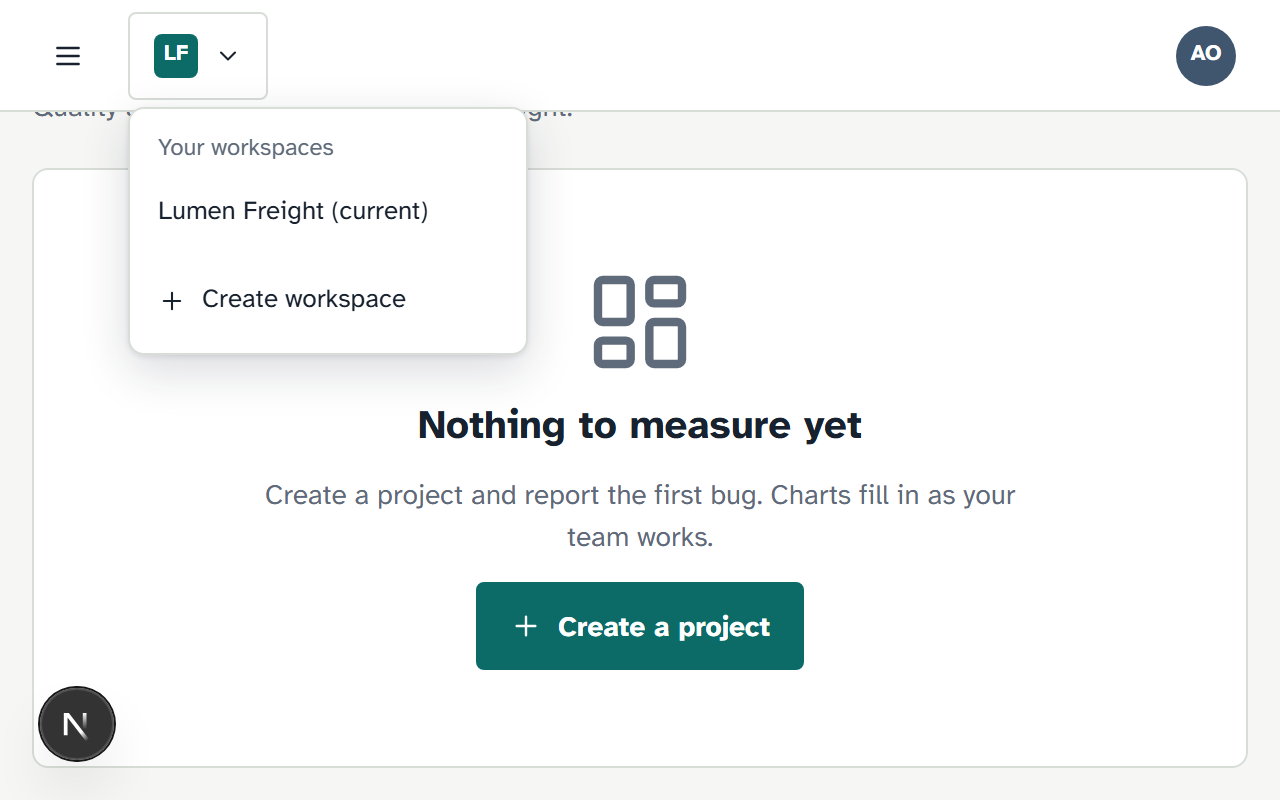 LF
AO
Your workspaces
Lumen Freight (current)
Create workspace
Nothing to measure yet
Create a project and report the first bug. Charts fill in as your
team works.
Create a project
N